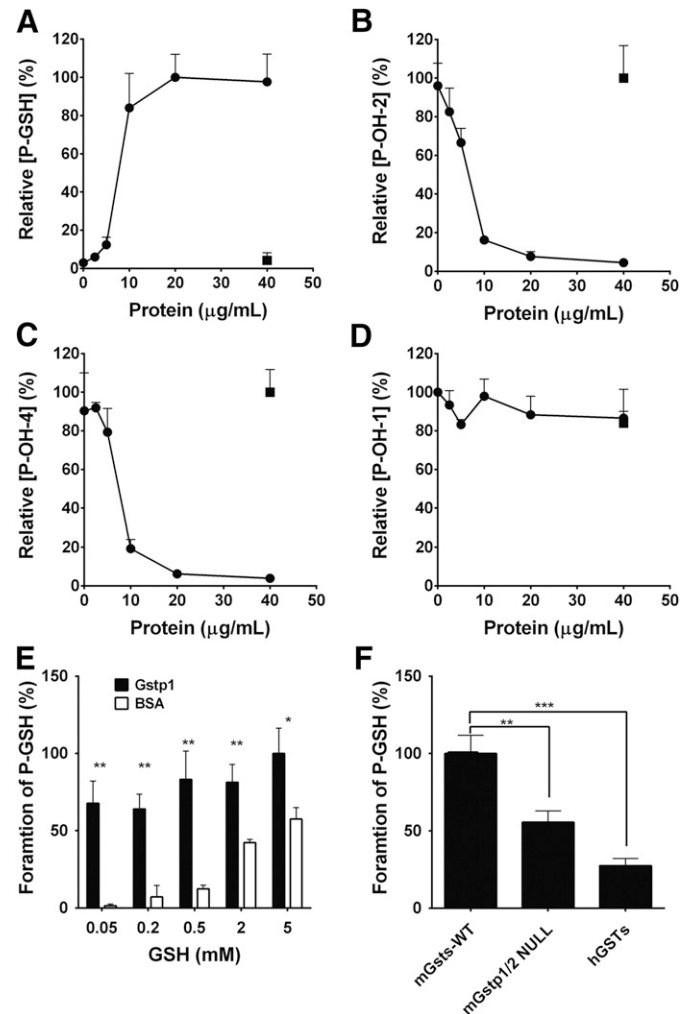 A
Relative [P-GSH] (%)
120
100
80
60
40
20
0
0 10 20 30 40 50
Protein (μg/mL)
B
Relative [P-OH-2] (%)
120
100
80
60
40
20
0
0 10 20 30 40 50
Protein (μg/mL)
C
Relative [P-OH-4] (%)
120
100
80
60
40
20
0
0 10 20 30 40 50
Protein (μg/mL)
D
Relative [P-OH-1] (%)
120
100
80
60
40
20
0
0 10 20 30 40 50
Protein (μg/mL)
E
Foramtion of P-GSH (%)
150
100
50
0
Gstp1
BSA
** ** ** ** *
0.05 0.2 0.5 2 5
GSH (mM)
F
Foramtion of P-GSH (%)
150
100
50
0
***
**
mGsts-WT
mGstp1/2 NULL
hGSTs